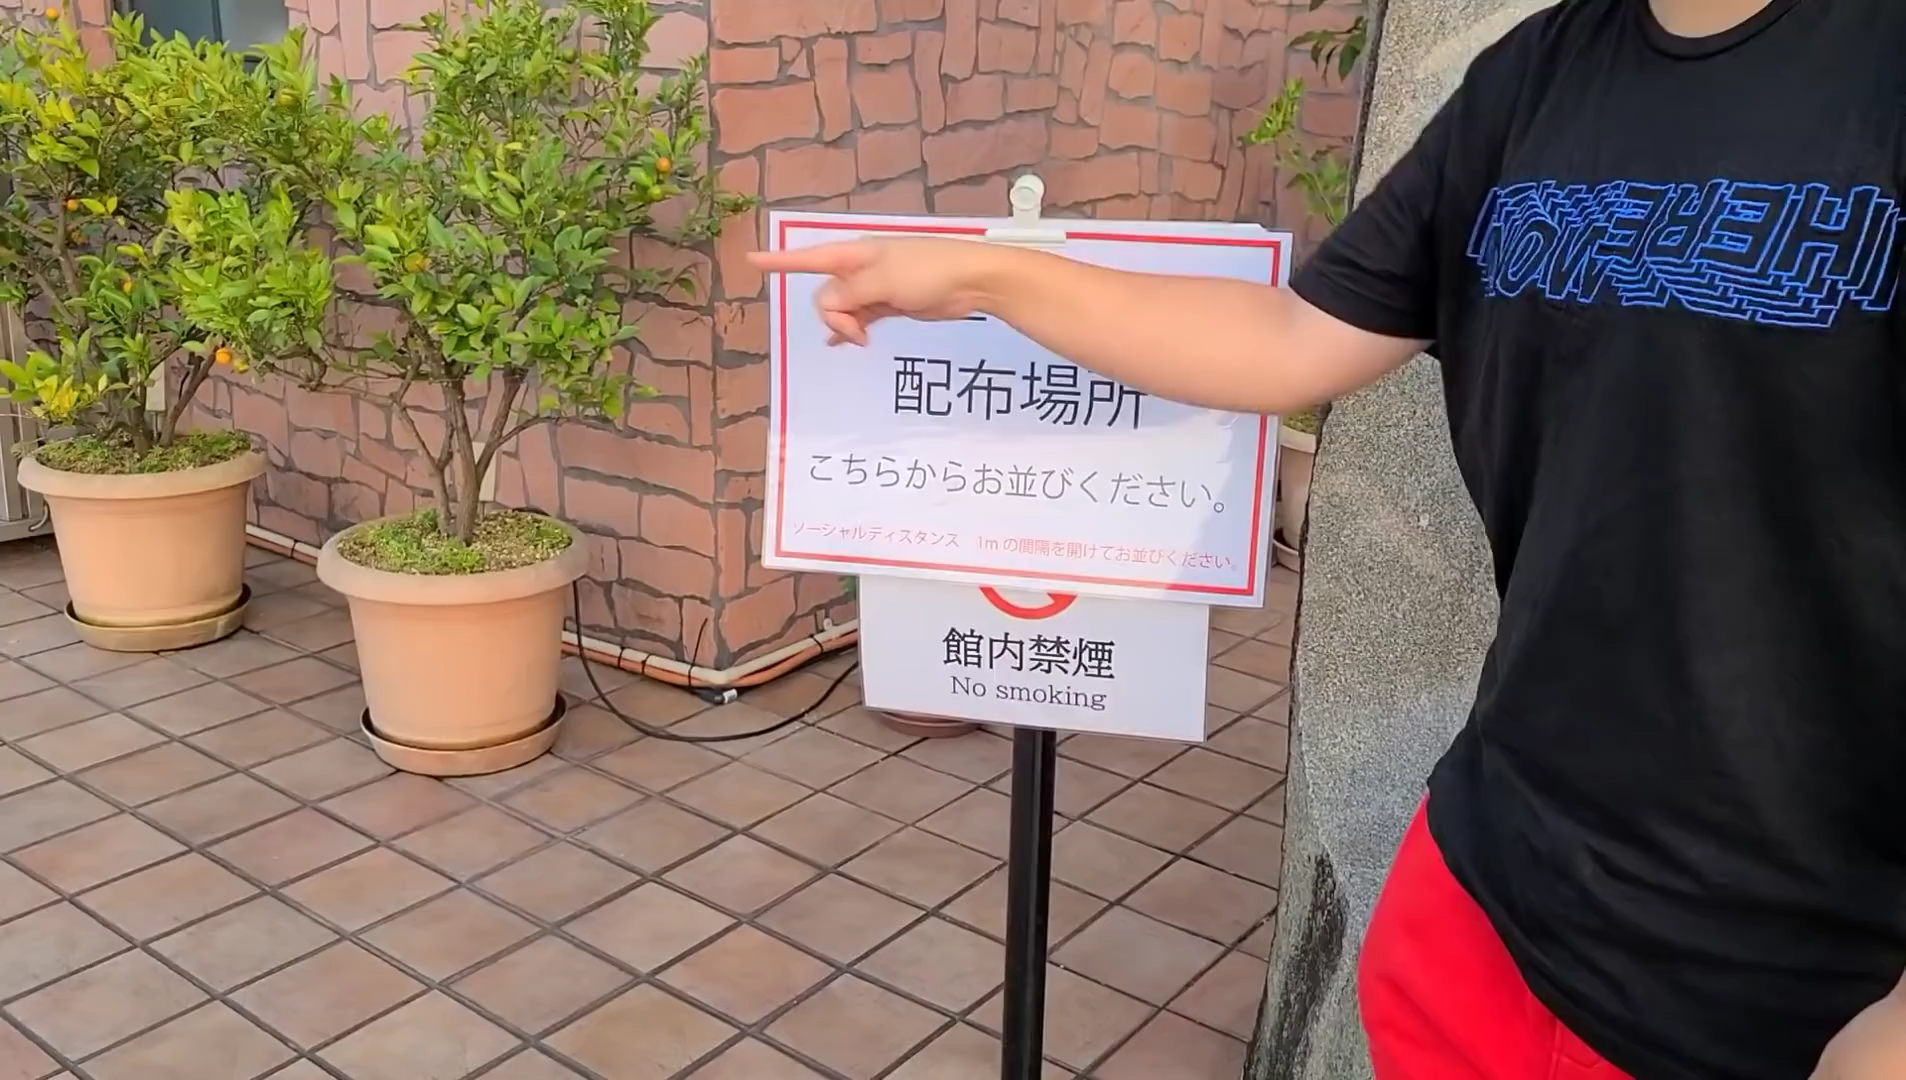 配布場所
こちらからお並びください。
ソーシャルディスタンス 1mの間隔を開けてお並びください。
館内禁煙
No smoking